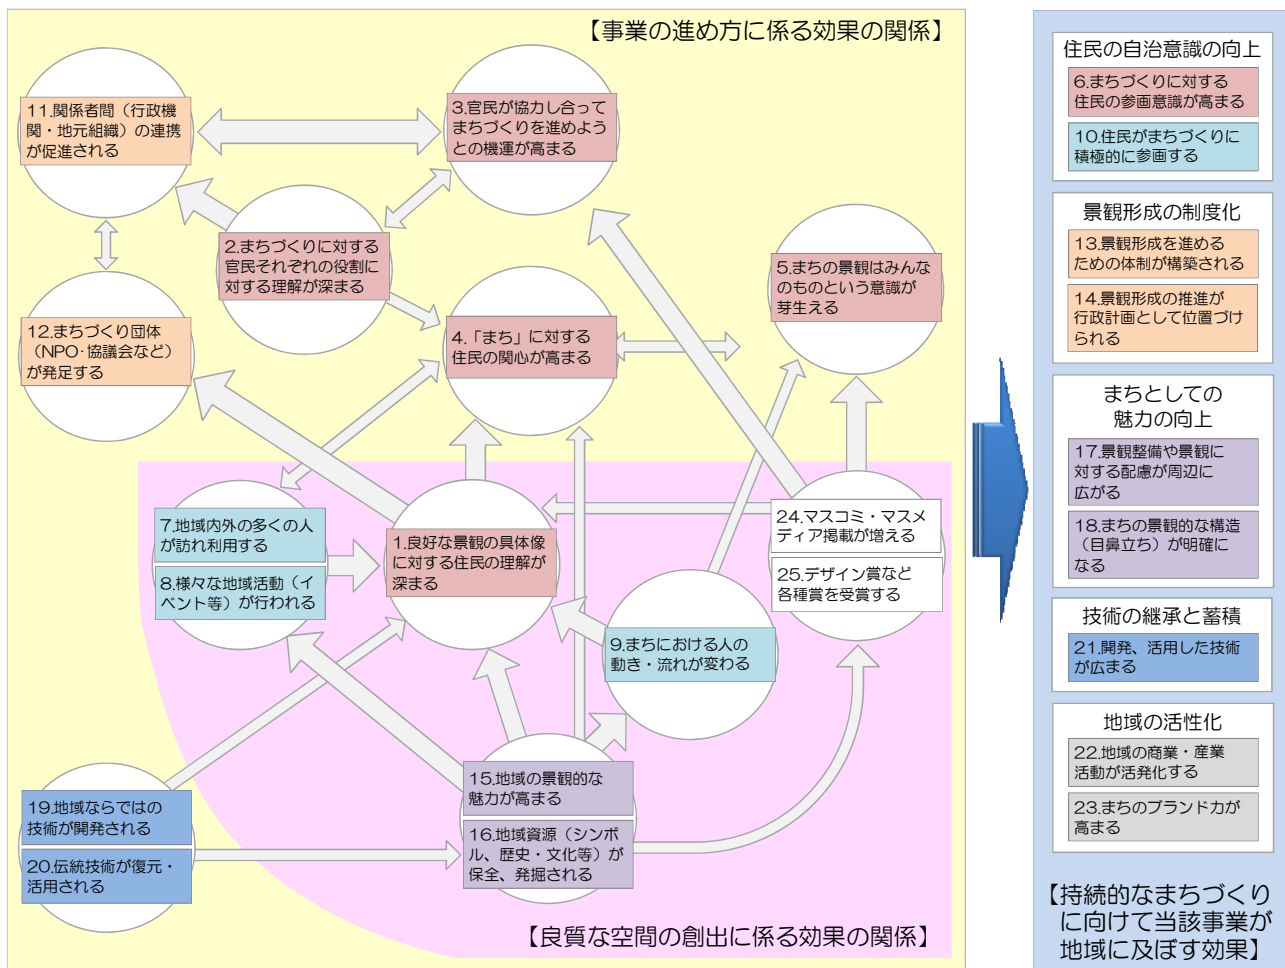 【事業の進め方に係る効果の関係】
11.関係者間（行政機
関・地元組織）の連携
が促進される
3.官民が協力し合って
まちづくりを進めよう
との機運が高まる
2.まちづくりに対する
官民それぞれの役割に
対する理解が深まる
5.まちの景観はみんな
のものという意識が
芽生える
12.まちづくり団体
（NPO・協議会など）
が発足する
4.「まち」に対する
住民の関心が高まる
7.地域内外の多くの人
が訪れ利用する
8.様々な地域活動（イ
ベント等）が行われる
1.良好な景観の具体像
に対する住民の理解が
深まる
24.マスコミ・マスメ
ディア掲載が増える
25.デザイン賞など
各種賞を受賞する
9.まちにおける人の
動き・流れが変わる
15.地域の景観的な
魅力が高まる
16.地域資源（シンボ
ル、歴史・文化等）が
保全、発掘される
19.地域ならではの
技術が開発される
20.伝統技術が復元・
活用される
【良質な空間の創出に係る効果の関係】
住民の自治意識の向上
6.まちづくりに対する
住民の参画意識が高まる
10.住民がまちづくりに
積極的に参画する
景観形成の制度化
13.景観形成を進める
ための体制が構築される
14.景観形成の推進が
行政計画として位置づけ
られる
まちとしての
魅力の向上
17.景観整備や景観に
対する配慮が周辺に
広がる
18.まちの景観的な構造
（目鼻立ち）が明確に
なる
技術の継承と蓄積
21.開発、活用した技術
が広まる
地域の活性化
22.地域の商業・産業
活動が活発化する
23.まちのブランド力が
高まる
【持続的なまちづくり
に向けて当該事業が
地域に及ぼす効果】